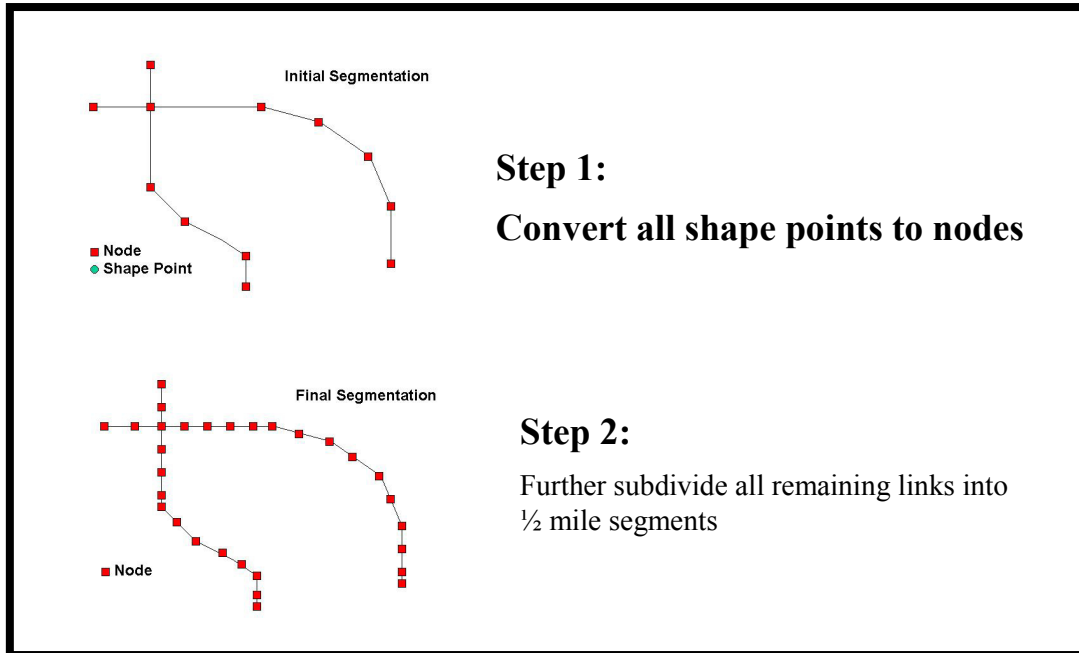 Initial Segmentation
Step 1:
Convert all shape points to nodes
Node
Shape Point
Final Segmentation
Step 2:
Further subdivide all remaining links into
½ mile segments
Node